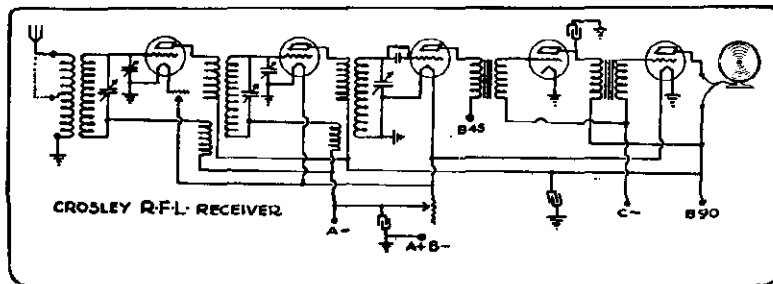 B45
CROSLEY R·F·L· RECEIVER
A-
A+B-
C-
B90